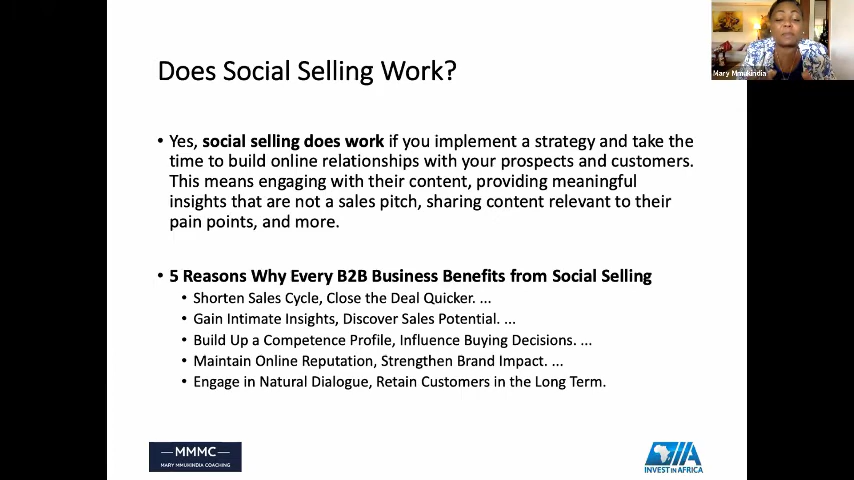 Does Social Selling Work?
Mary Mmukindia
• Yes, social selling does work if you implement a strategy and take the
time to build online relationships with your prospects and customers.
This means engaging with their content, providing meaningful
insights that are not a sales pitch, sharing content relevant to their
pain points, and more.
• 5 Reasons Why Every B2B Business Benefits from Social Selling
• Shorten Sales Cycle, Close the Deal Quicker. ...
• Gain Intimate Insights, Discover Sales Potential. ...
• Build Up a Competence Profile, Influence Buying Decisions. ...
• Maintain Online Reputation, Strengthen Brand Impact. ...
• Engage in Natural Dialogue, Retain Customers in the Long Term.
—MMMC—
MARY MMUKINDIA COACHING
IIA
INVEST IN AFRICA